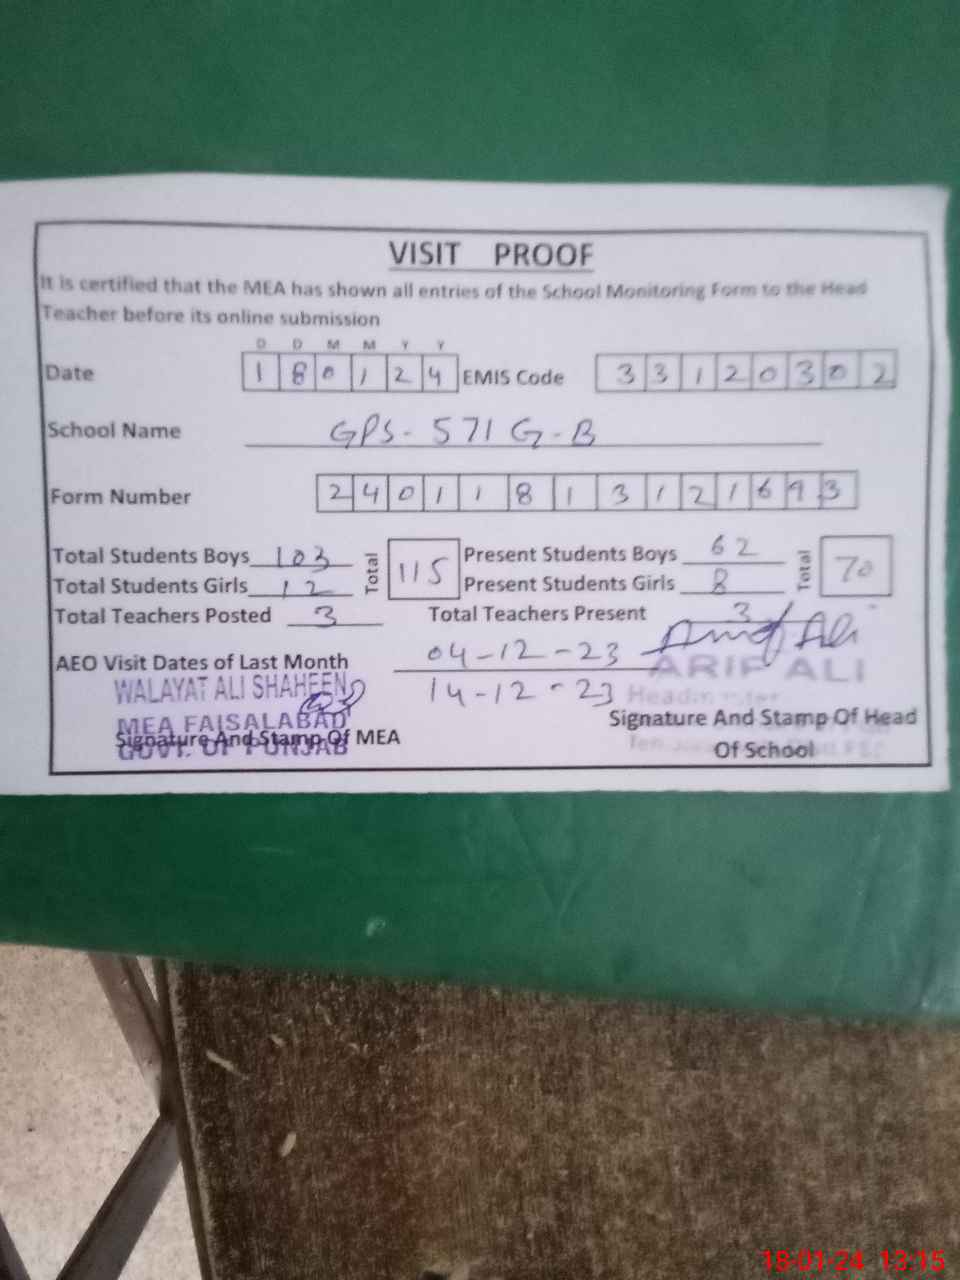 VISIT PROOF
It is certified that the MEA has shown all entries of the School Monitoring Form to the Head
Teacher before its online submission
D D M M Y Y
Date 1 8 0 1 2 4 EMIS Code 3 3 1 2 0 3 0 2
School Name GPS - 571 G-B
Form Number 2 4 0 1 1 8 1 3 1 2 1 6 9 3
Total Students Boys 103 Total 115 Present Students Boys 62 Total 70
Total Students Girls 12 Present Students Girls 8
Total Teachers Posted 3 Total Teachers Present 3
AEO Visit Dates of Last Month 04-12-23
14-12-23
WALAYAT ALI SHAHEEN
MEA FAISALABAD
GOVT. OF PUNJAB
Signature And Stamp Of MEA
Arif Ali
ARIF ALI
Signature And Stamp Of Head
Of School
18-01-24 13:15